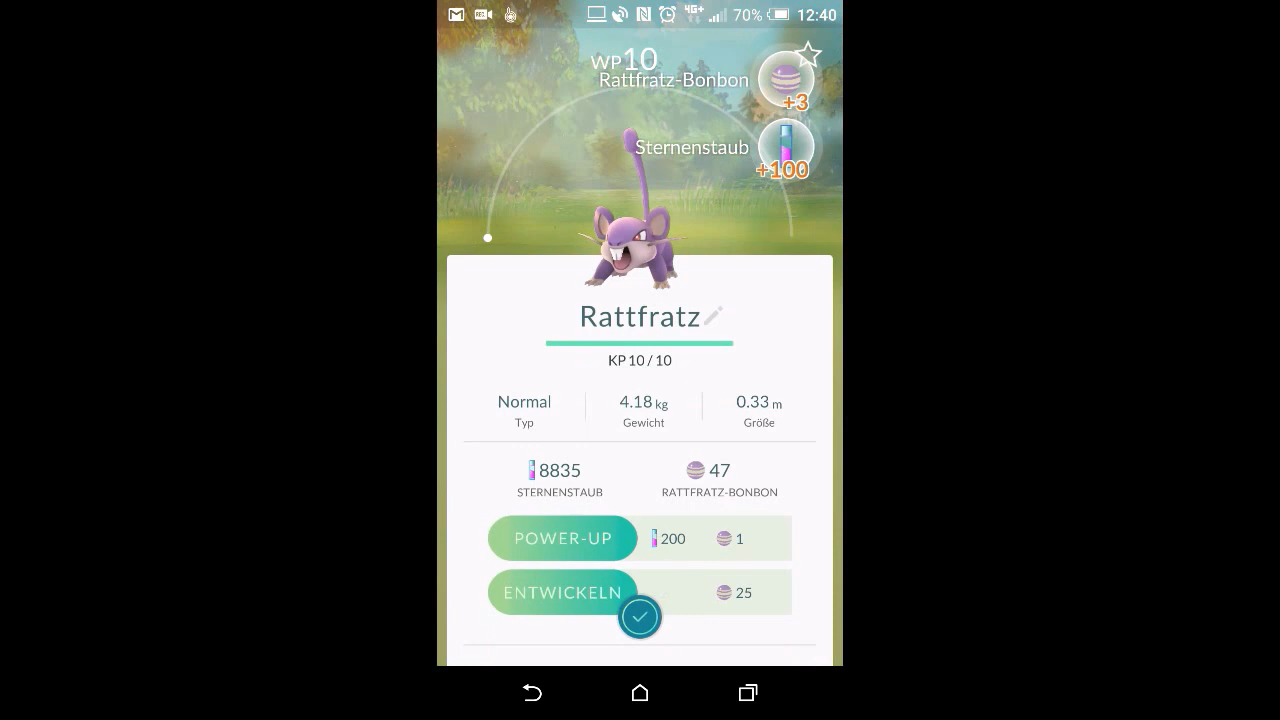 4G+ 70% 12:40
WP10
Rattfratz-Bonbon
+3
Sternenstaub
+100
Rattfratz
KP 10 / 10
Normal 4.18 kg 0.33 m
Typ Gewicht Größe
8835 47
STERNENSTAUB RATTFRATZ-BONBON
POWER-UP 200 1
ENTWICKELN 25